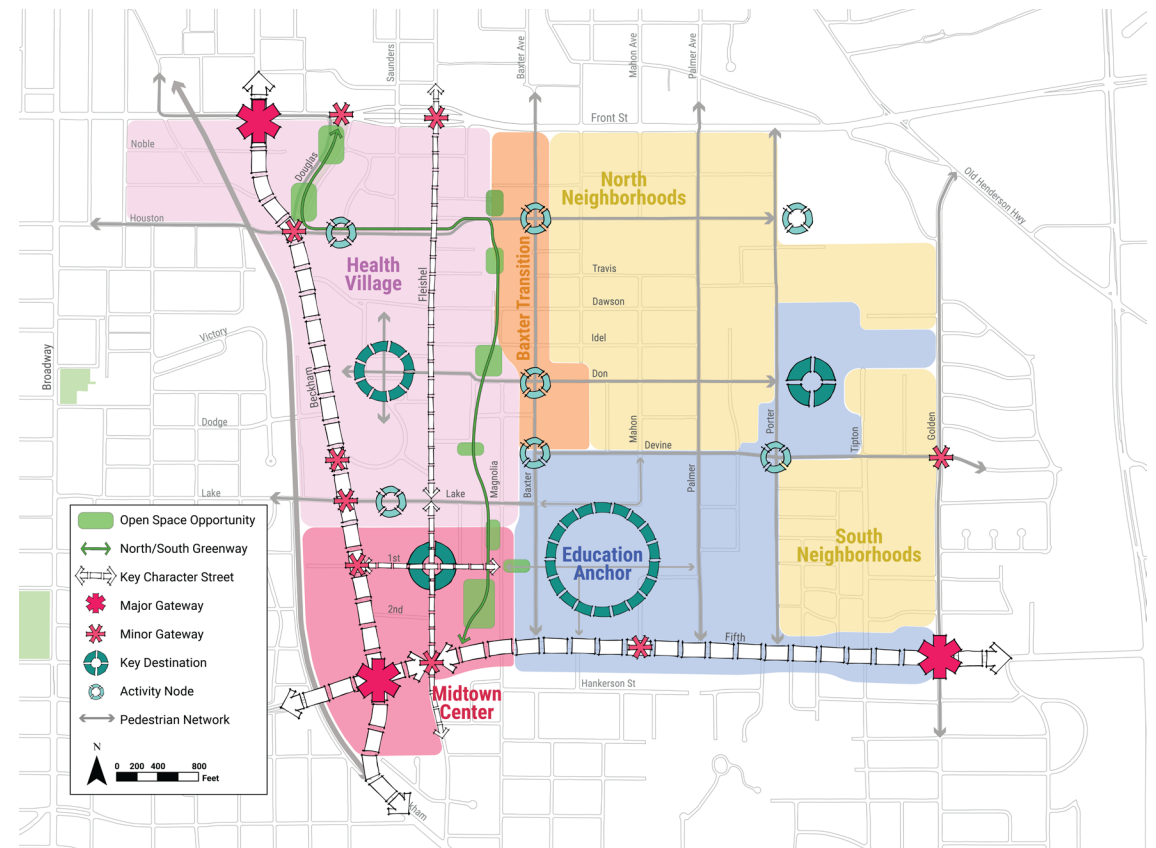 Saunders
Baxter Ave
Mahon Ave
Palmer Ave
Front St
Noble
Douglas
Old Henderson Hwy
North
Neighborhoods
Houston
Health
Village
Fleishel
Baxter Transition
Travis
Dawson
Idel
Don
Victory
Broadway
Beckham
Dodge
Mahon
Devine
Porter
Tipton
Golden
Lake
Lake
Magnolia
Baxter
Palmer
1st
2nd
Education
Anchor
South
Neighborhoods
Fifth
Hankerson St
Midtown
Center
kham
Open Space Opportunity
North/South Greenway
Key Character Street
Major Gateway
Minor Gateway
Key Destination
Activity Node
Pedestrian Network
N
0 200 400 800
Feet